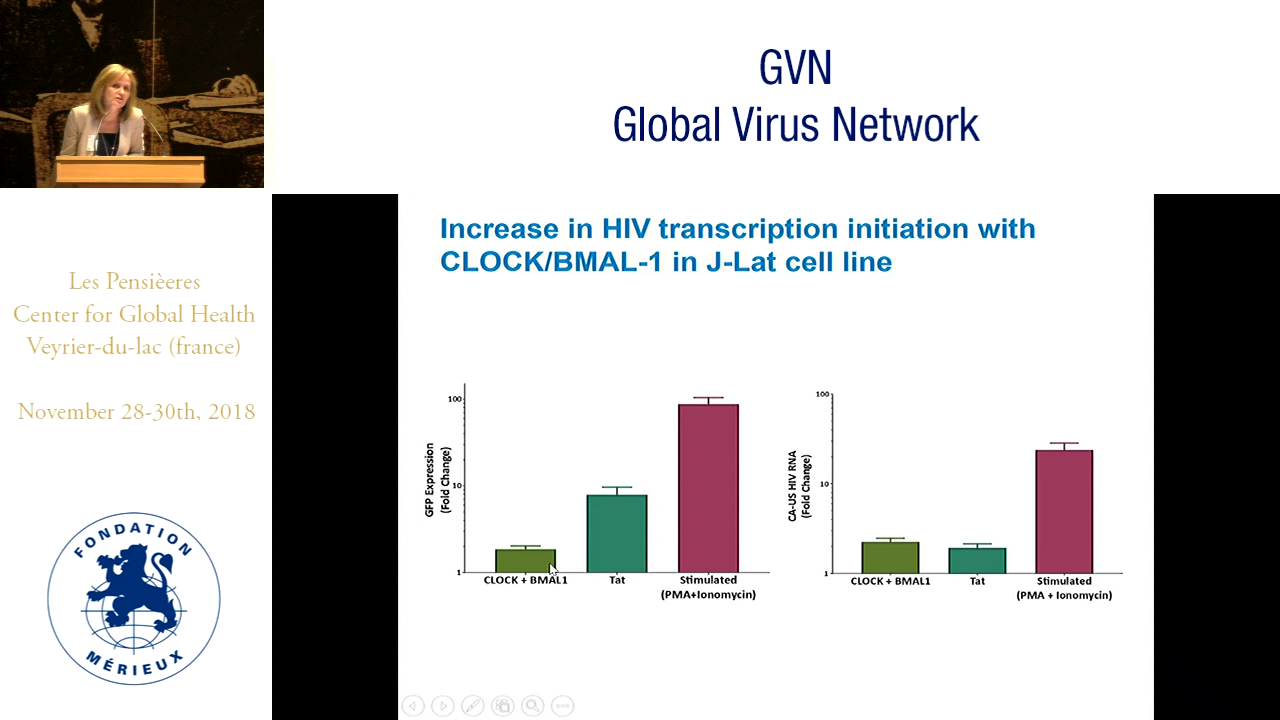 GVN
Global Virus Network
Les Pensièeres
Center for Global Health
Veyrier-du-lac (france)
November 28-30th, 2018
FONDATION
MÉRIEUX
Increase in HIV transcription initiation with
CLOCK/BMAL-1 in J-Lat cell line
GFP Expression
(Fold Change)
100
10
1
CLOCK + BMAL1
Tat
Stimulated
(PMA+Ionomycin)
CA-US HIV RNA
(Fold Change)
100
10
1
CLOCK + BMAL1
Tat
Stimulated
(PMA + Ionomycin)